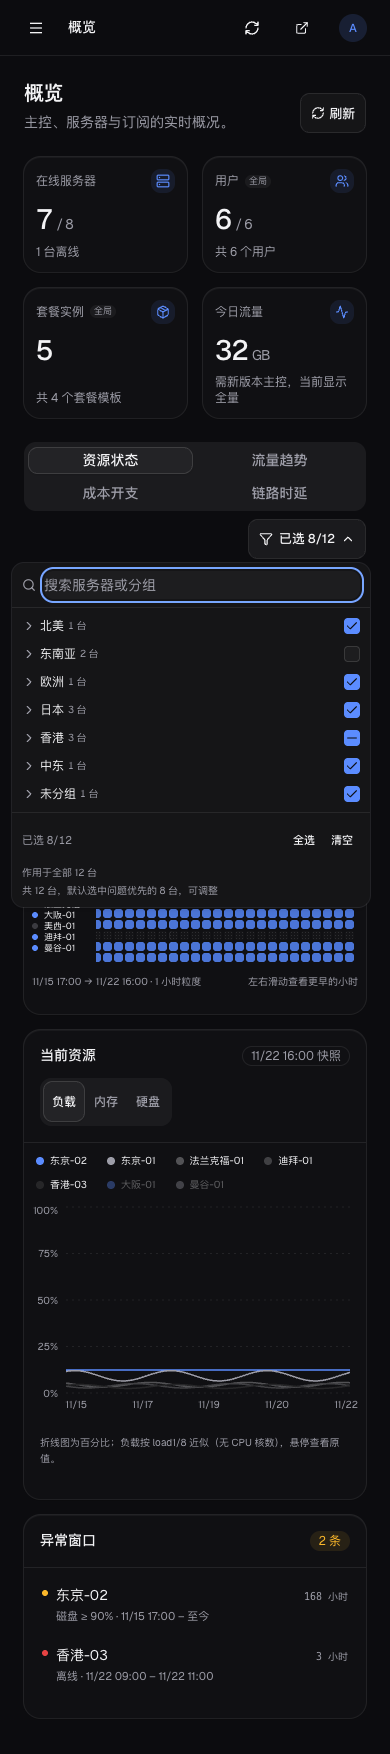 概览
A
概览
主控、服务器与订阅的实时概况。
刷新
在线服务器
7 / 8
1 台离线
用户 全局
6 / 6
共 6 个用户
套餐实例 全局
5
共 4 个套餐模板
今日流量
32 GB
需新版本主控，当前显示
全量
资源状态
流量趋势
成本开支
链路时延
已选 8/12
搜索服务器或分组
北美 1 台
东南亚 2 台
欧洲 1 台
日本 3 台
香港 3 台
中东 1 台
未分组 1 台
已选 8/12
全选
清空
作用于全部 12 台
共 12 台，默认选中问题优先的 8 台，可调整
大阪-01
美西-01
迪拜-01
曼谷-01
11/15 17:00 → 11/22 16:00 · 1 小时粒度
左右滑动查看更早的小时
当前资源
11/22 16:00 快照
负载
内存
硬盘
东京-02
东京-01
法兰克福-01
迪拜-01
香港-03
大阪-01
曼谷-01
100%
75%
50%
25%
0%
11/15
11/17
11/19
11/20
11/22
折线图为百分比；负载按 load1/8 近似（无 CPU 核数），悬停查看原
值。
异常窗口
2 条
东京-02
168 小时
磁盘 ≥ 90% · 11/15 17:00 – 至今
香港-03
3 小时
离线 · 11/22 09:00 – 11/22 11:00